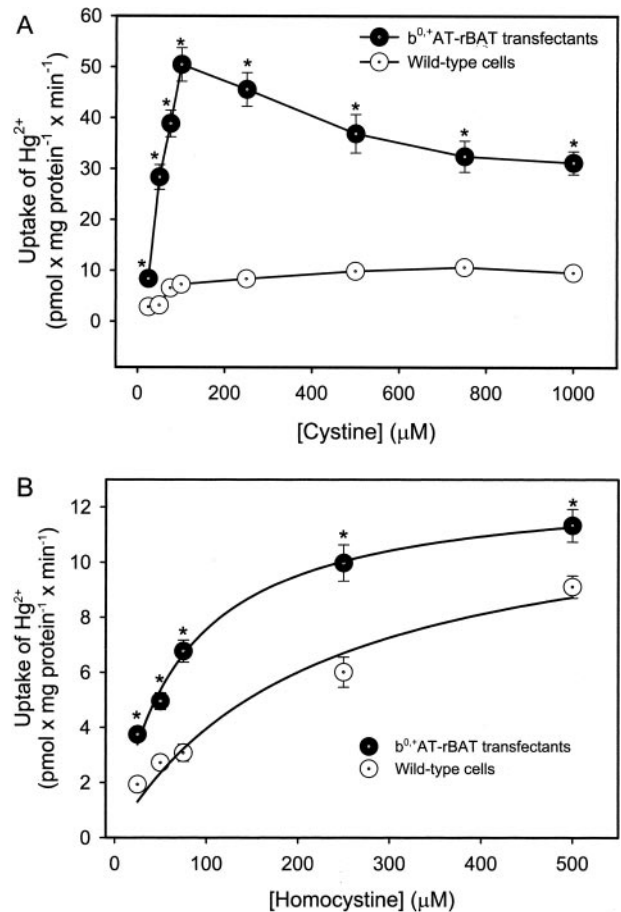 A
b⁰,⁺AT-rBAT transfectants
Wild-type cells
Uptake of Hg²⁺
(pmol x mg protein⁻¹ x min⁻¹)
60
50
40
30
20
10
0
* * * * * * * *
0 200 400 600 800 1000
[Cystine] (μM)
B
Uptake of Hg²⁺
(pmol x mg protein⁻¹ x min⁻¹)
12
10
8
6
4
2
0
* * * * *
b⁰,⁺AT-rBAT transfectants
Wild-type cells
0 100 200 300 400 500
[Homocystine] (μM)